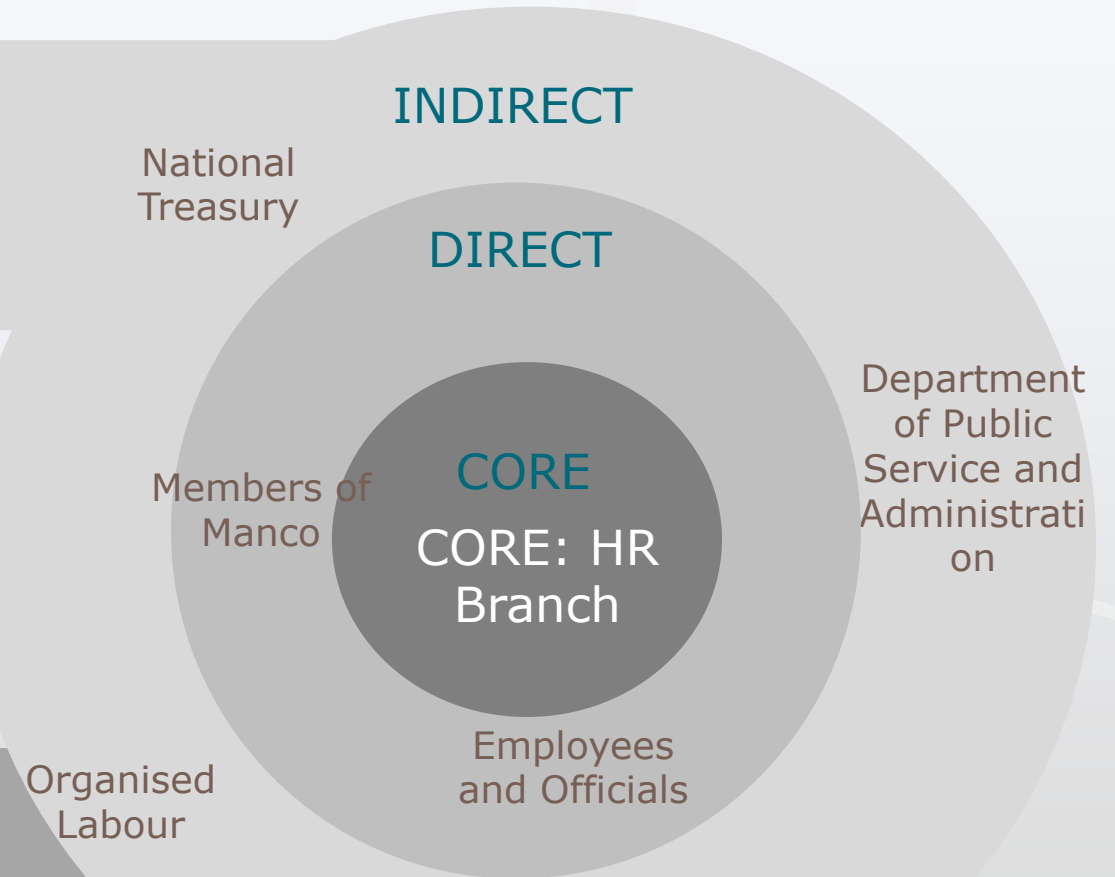 INDIRECT
National
Treasury
DIRECT
Department
of Public
Service and
Administrati
on
Members of
Manco
CORE
CORE: HR
Branch
Employees
and Officials
Organised
Labour